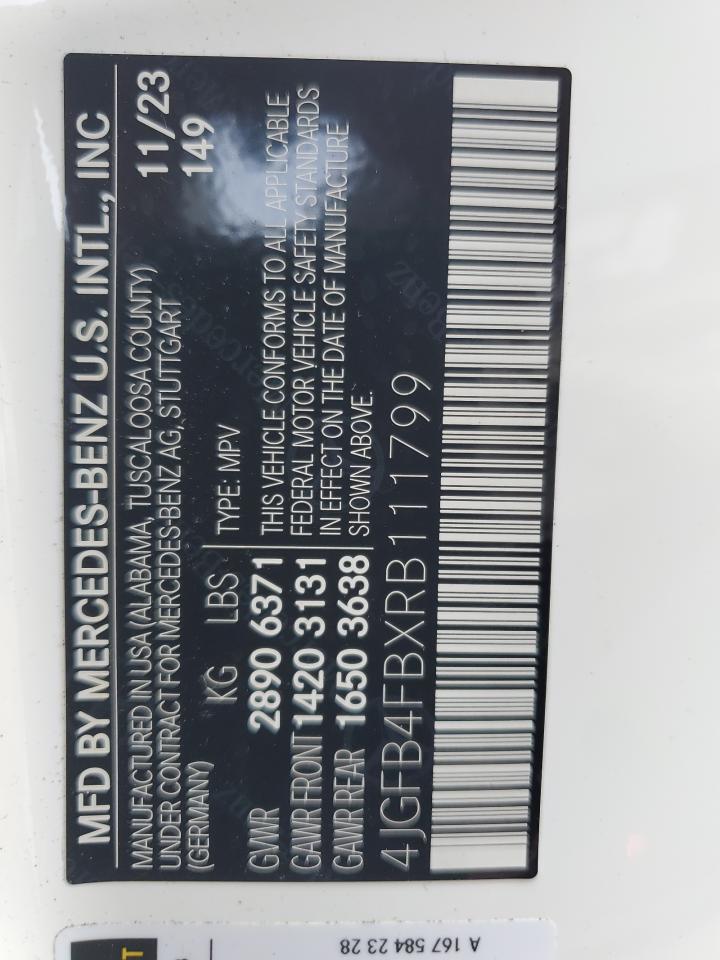 MFD BY MERCEDES-BENZ U.S. INTL., INC
MANUFACTURED IN USA (ALABAMA, TUSCALOOSA COUNTY) 11/23
UNDER CONTRACT FOR MERCEDES-BENZ AG, STUTTGART 149
(GERMANY)
KG LBS TYPE: MPV
GVWR 2890 6371 THIS VEHICLE CONFORMS TO ALL APPLICABLE
GAWR FRONT 1420 3131 FEDERAL MOTOR VEHICLE SAFETY STANDARDS
GAWR REAR 1650 3638 IN EFFECT ON THE DATE OF MANUFACTURE
SHOWN ABOVE.
4JGFB4FBXRB111799
A 167 584 23 28